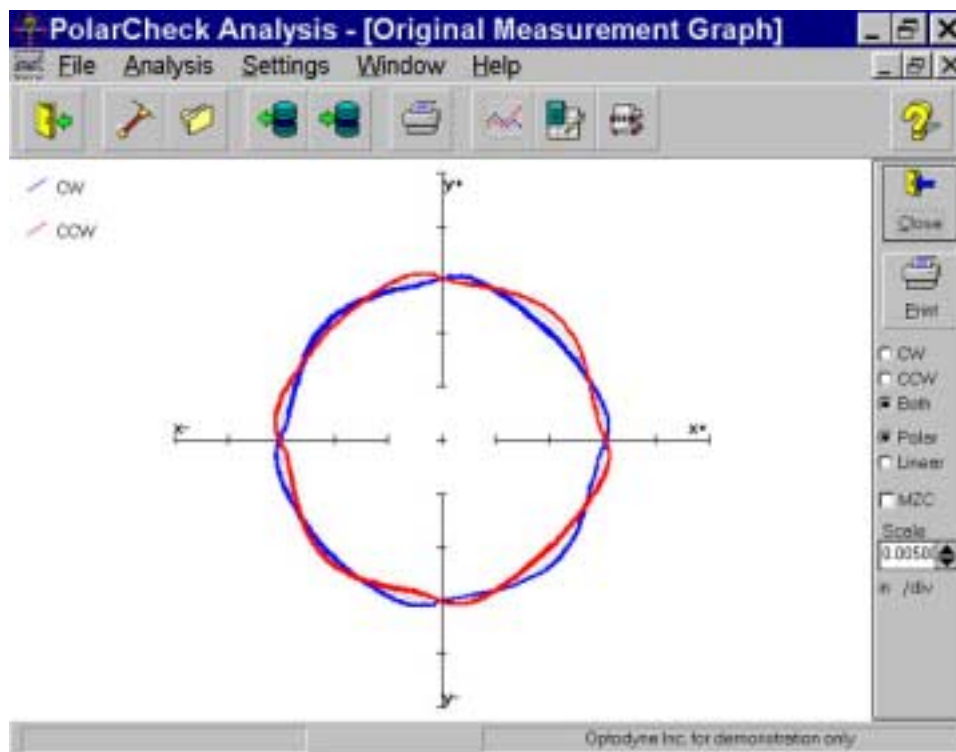 PolarCheck Analysis - [Original Measurement Graph]
File Analysis Settings Window Help
CW
CCW
y+
x-
x+
y-
Close
Print
CW
CCW
Both
Polar
Linear
MZC
Scale
0.0050
in /div
Optodyne Inc. for demonstration only